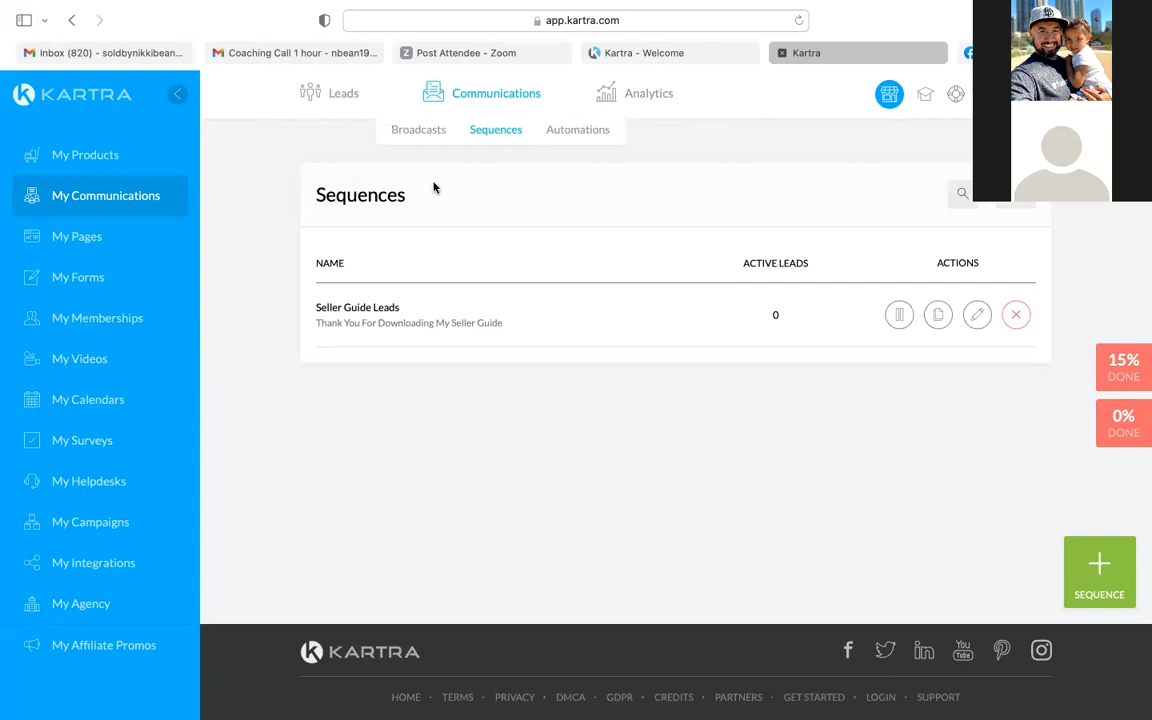 app.kartra.com
Inbox (820) - soldbynikkibean...
Coaching Call 1 hour - nbean19...
Post Attendee - Zoom
Kartra - Welcome
Kartra
KARTRA
Leads
Communications
Analytics
Broadcasts
Sequences
Automations
My Products
My Communications
My Pages
My Forms
My Memberships
My Videos
My Calendars
My Surveys
My Helpdesks
My Campaigns
My Integrations
My Agency
My Affiliate Promos
Sequences
NAME
ACTIVE LEADS
ACTIONS
Seller Guide Leads
Thank You For Downloading My Seller Guide
0
15%
DONE
0%
DONE
SEQUENCE
KARTRA
You
Tube
HOME · TERMS · PRIVACY · DMCA · GDPR · CREDITS · PARTNERS · GET STARTED · LOGIN · SUPPORT